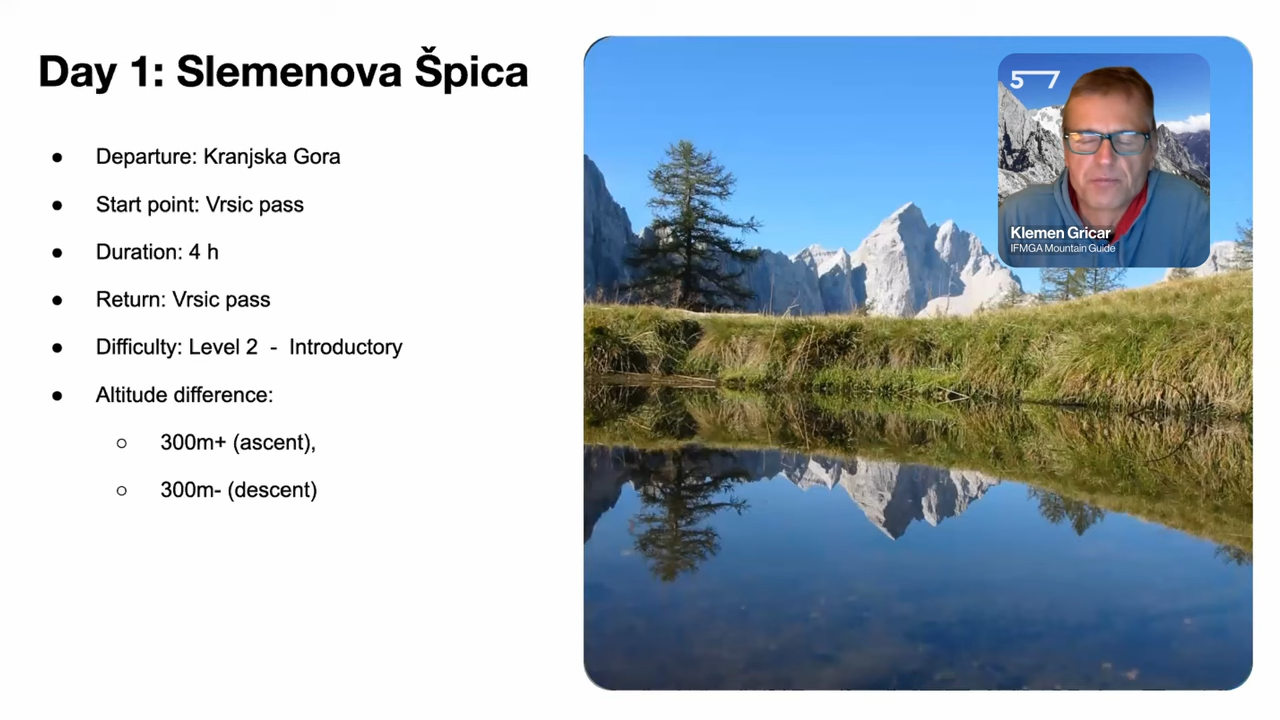 Day 1: Slemenova Špica
● Departure: Kranjska Gora
● Start point: Vrsic pass
● Duration: 4 h
● Return: Vrsic pass
● Difficulty: Level 2 - Introductory
● Altitude difference:
○ 300m+ (ascent),
○ 300m- (descent)
57
Klemen Gricar
IFMGA Mountain Guide